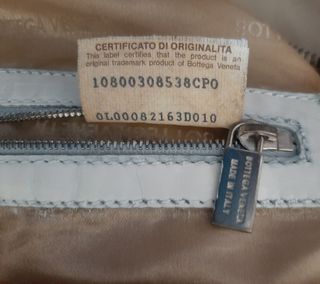 CERTIFICATO DI ORIGINALITA
This label certifies that the product is an
original trademark product of Bottega Veneta
10800308538CPO
0L00082163D010
BOTTEGA VENETA
MADE IN
ITALY